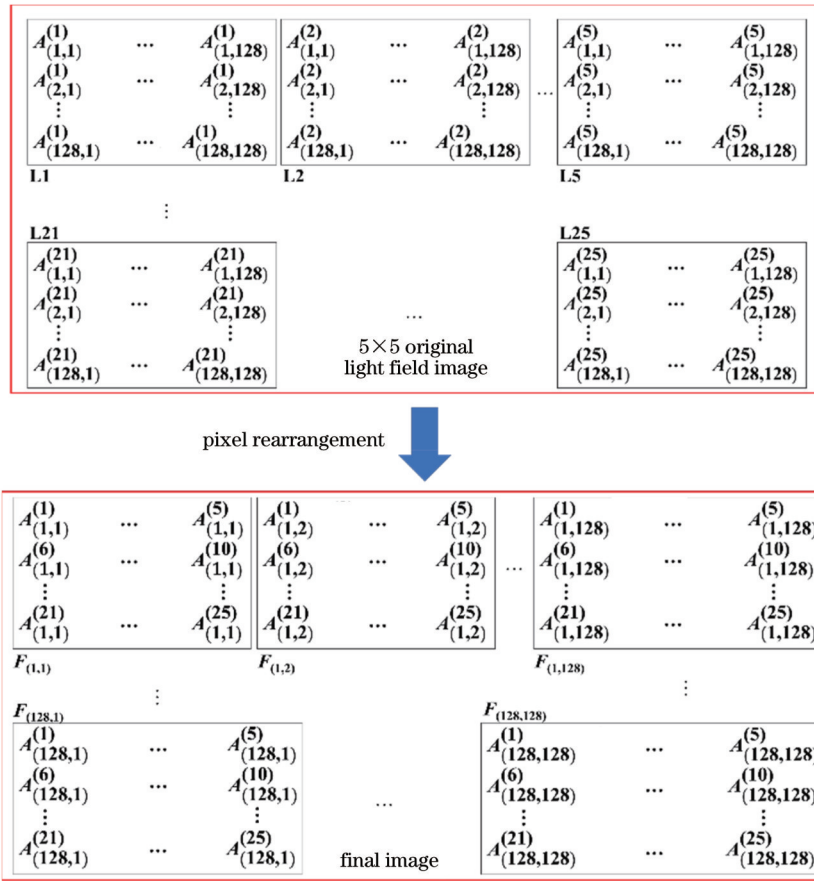 A^{(1)}_{(1,1)} ... A^{(1)}_{(1,128)} A^{(2)}_{(1,1)} ... A^{(2)}_{(1,128)} A^{(5)}_{(1,1)} ... A^{(5)}_{(1,128)}
A^{(1)}_{(2,1)} ... A^{(1)}_{(2,128)} A^{(2)}_{(2,1)} ... A^{(2)}_{(2,128)} ... A^{(5)}_{(2,1)} ... A^{(5)}_{(2,128)}
⋮ ⋮ ⋮ ⋮ ⋮ ⋮
A^{(1)}_{(128,1)} ... A^{(1)}_{(128,128)} A^{(2)}_{(128,1)} ... A^{(2)}_{(128,128)} A^{(5)}_{(128,1)} ... A^{(5)}_{(128,128)}
L1 L2 L5
⋮
L21 L25
A^{(21)}_{(1,1)} ... A^{(21)}_{(1,128)} A^{(25)}_{(1,1)} ... A^{(25)}_{(1,128)}
A^{(21)}_{(2,1)} ... A^{(21)}_{(2,128)} ... A^{(25)}_{(2,1)} ... A^{(25)}_{(2,128)}
⋮ ⋮ ⋮ ⋮
A^{(21)}_{(128,1)} ... A^{(21)}_{(128,128)} A^{(25)}_{(128,1)} ... A^{(25)}_{(128,128)}
5×5 original
light field image
pixel rearrangement
A^{(1)}_{(1,1)} ... A^{(5)}_{(1,1)} A^{(1)}_{(1,2)} ... A^{(5)}_{(1,2)} A^{(1)}_{(1,128)} ... A^{(5)}_{(1,128)}
A^{(6)}_{(1,1)} ... A^{(10)}_{(1,1)} A^{(6)}_{(1,2)} ... A^{(10)}_{(1,2)} ... A^{(6)}_{(1,128)} ... A^{(10)}_{(1,128)}
⋮ ⋮ ⋮ ⋮ ⋮ ⋮
A^{(21)}_{(1,1)} ... A^{(25)}_{(1,1)} A^{(21)}_{(1,2)} ... A^{(25)}_{(1,2)} A^{(21)}_{(1,128)} ... A^{(25)}_{(1,128)}
F_{(1,1)} F_{(1,2)} F_{(1,128)}
⋮ ⋮
F_{(128,1)} F_{(128,128)}
A^{(1)}_{(128,1)} ... A^{(5)}_{(128,1)} A^{(1)}_{(128,128)} ... A^{(5)}_{(128,128)}
A^{(6)}_{(128,1)} ... A^{(10)}_{(128,1)} ... A^{(6)}_{(128,128)} ... A^{(10)}_{(128,128)}
⋮ ⋮ ⋮ ⋮
A^{(21)}_{(128,1)} ... A^{(25)}_{(128,1)} A^{(21)}_{(128,128)} ... A^{(25)}_{(128,128)}
final image